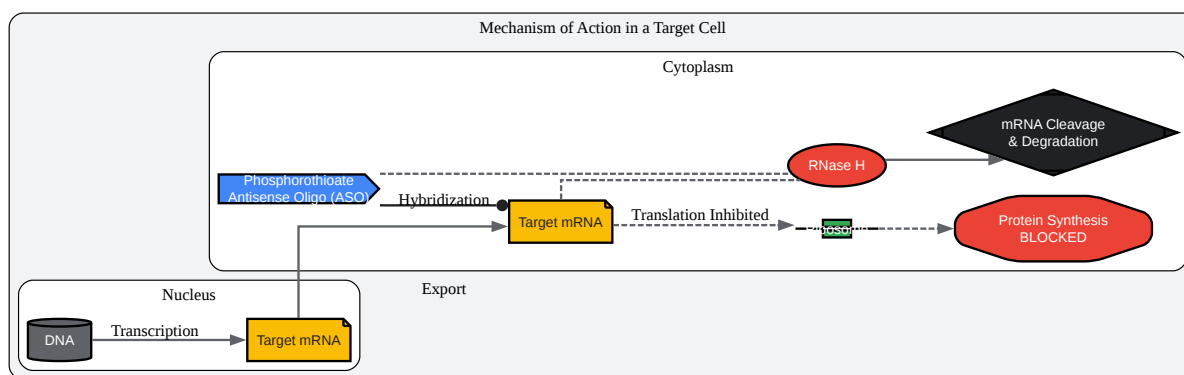 Mechanism of Action in a Target Cell
Cytoplasm
mRNA Cleavage
& Degradation
RNase H
Phosphorothioate
Antisense Oligo (ASO)
Hybridization
Target mRNA
Translation Inhibited
Ribosome
Protein Synthesis
BLOCKED
Nucleus
Export
DNA
Transcription
Target mRNA